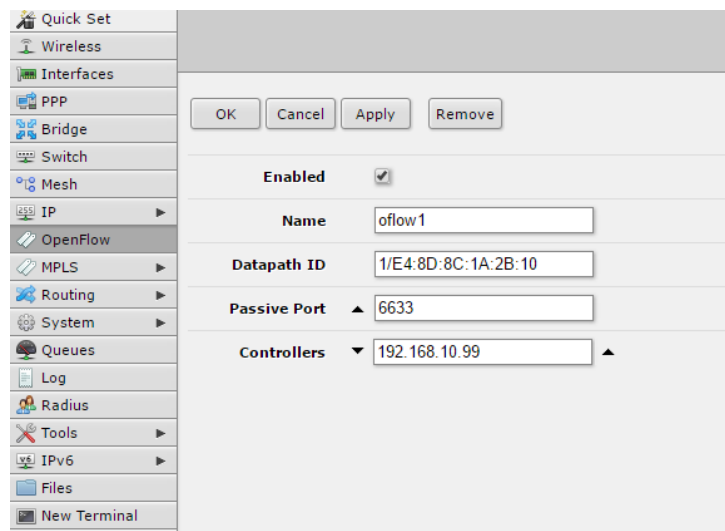 Quick Set
Wireless
Interfaces
PPP
Bridge
Switch
Mesh
255 IP
OpenFlow
MPLS
Routing
System
Queues
Log
Radius
Tools
v6 IPv6
Files
New Terminal
OK Cancel Apply Remove
Enabled
Name oflow1
Datapath ID 1/E4:8D:8C:1A:2B:10
Passive Port 6633
Controllers 192.168.10.99